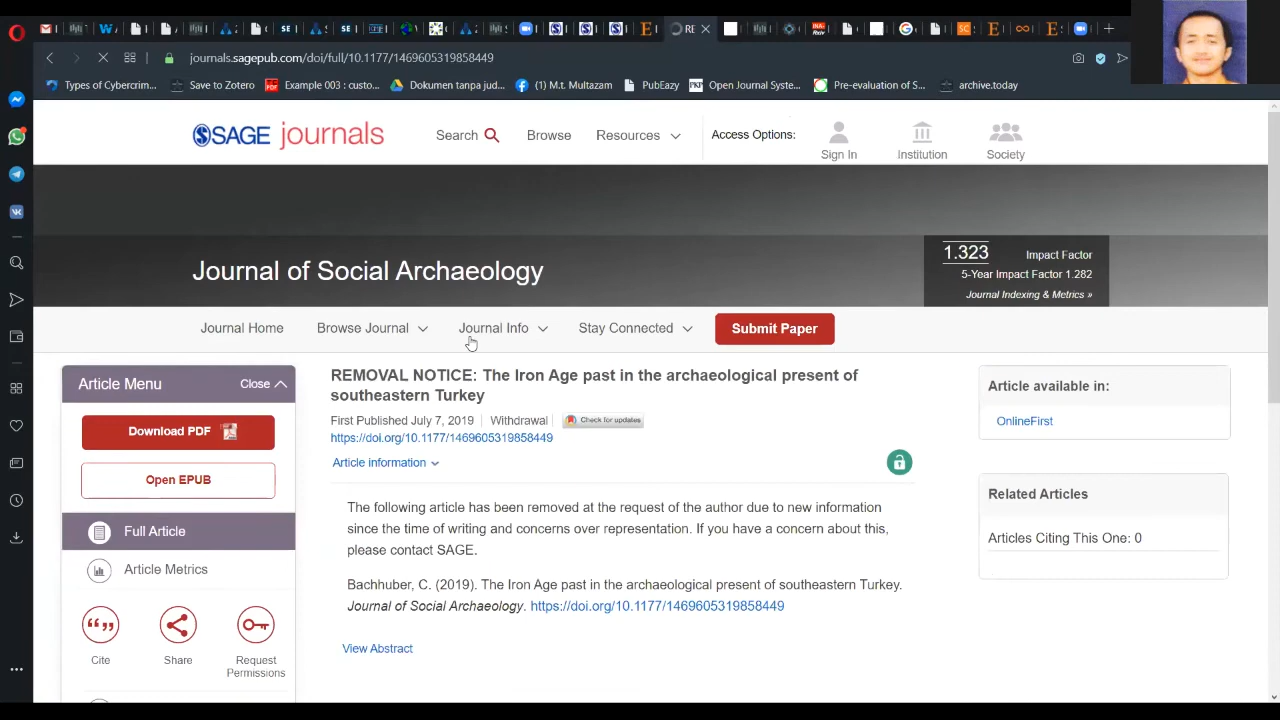 journals.sagepub.com/doi/full/10.1177/1469605319858449
Types of Cybercrim...
Save to Zotero
Example 003 : custo...
Dokumen tanpa jud...
(1) M.t. Multazam
PubEazy
Open Journal Syste...
Pre-evaluation of S...
archive.today
SAGE journals
Search
Browse
Resources
Access Options:
Sign In
Institution
Society
Journal of Social Archaeology
1.323 Impact Factor
5-Year Impact Factor 1.282
Journal Indexing & Metrics »
Journal Home
Browse Journal
Journal Info
Stay Connected
Submit Paper
Article Menu
Close
Download PDF
Open EPUB
Full Article
Article Metrics
Cite
Share
Request
Permissions
REMOVAL NOTICE: The Iron Age past in the archaeological present of
southeastern Turkey
First Published July 7, 2019 | Withdrawal
Check for updates
https://doi.org/10.1177/1469605319858449
Article information
The following article has been removed at the request of the author due to new information
since the time of writing and concerns over representation. If you have a concern about this,
please contact SAGE.
Bachhuber, C. (2019). The Iron Age past in the archaeological present of southeastern Turkey.
Journal of Social Archaeology. https://doi.org/10.1177/1469605319858449
View Abstract
Article available in:
OnlineFirst
Related Articles
Articles Citing This One: 0